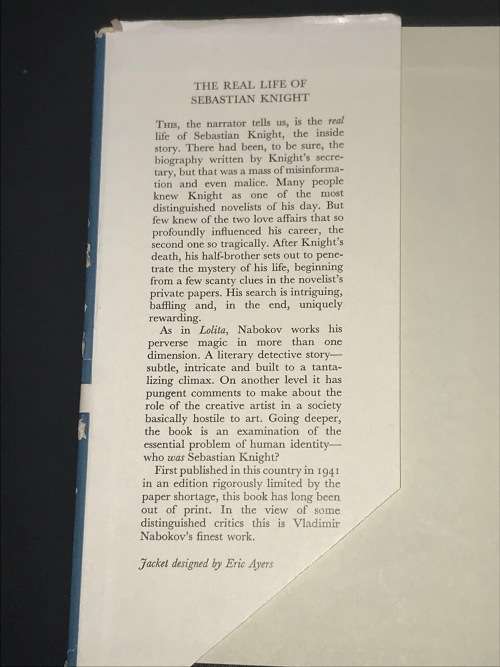 THE REAL LIFE OF
SEBASTIAN KNIGHT
THIS, the narrator tells us, is the real
life of Sebastian Knight, the inside
story. There had been, to be sure, the
biography written by Knight's secre-
tary, but that was a mass of misinforma-
tion and even malice. Many people
knew Knight as one of the most
distinguished novelists of his day. But
few knew of the two love affairs that so
profoundly influenced his career, the
second one so tragically. After Knight's
death, his half-brother sets out to pene-
trate the mystery of his life, beginning
from a few scanty clues in the novelist's
private papers. His search is intriguing,
baffling and, in the end, uniquely
rewarding.
As in Lolita, Nabokov works his
perverse magic in more than one
dimension. A literary detective story—
subtle, intricate and built to a tanta-
lizing climax. On another level it has
pungent comments to make about the
role of the creative artist in a society
basically hostile to art. Going deeper,
the book is an examination of the
essential problem of human identity—
who was Sebastian Knight?
First published in this country in 1941
in an edition rigorously limited by the
paper shortage, this book has long been
out of print. In the view of some
distinguished critics this is Vladimir
Nabokov's finest work.
Jacket designed by Eric Ayers